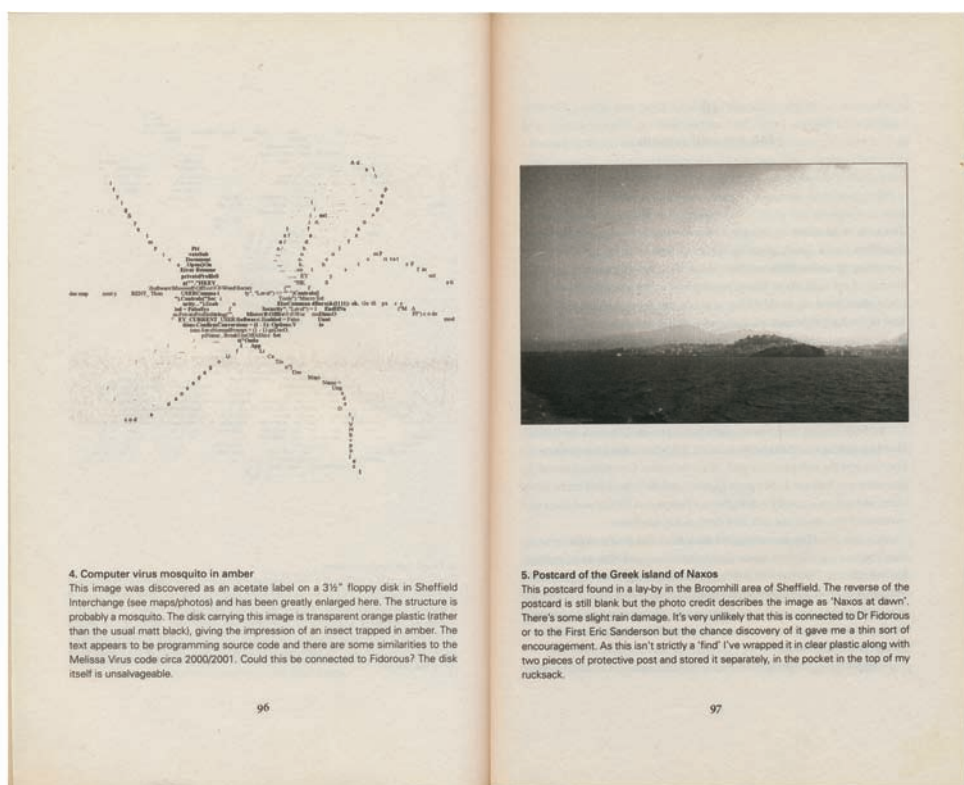 4. Computer virus mosquito in amber
This image was discovered as an acetate label on a 3½" floppy disk in Sheffield
Interchange (see maps/photos) and has been greatly enlarged here. The structure is
probably a mosquito. The disk carrying this image is transparent orange plastic (rather
than the usual matt black), giving the impression of an insect trapped in amber. The
text appears to be programming source code and there are some similarities to the
Melissa Virus code circa 2000/2001. Could this be connected to Fidorous? The disk
itself is unsalvageable.
96
5. Postcard of the Greek island of Naxos
This postcard found in a lay-by in the Broomhill area of Sheffield. The reverse of the
postcard is still blank but the photo credit describes the image as 'Naxos at dawn'.
There's some slight rain damage. It's very unlikely that this is connected to Dr Fidorous
or to the First Eric Sanderson but the chance discovery of it gave me a thin sort of
encouragement. As this isn't strictly a 'find' I've wrapped it in clear plastic along with
two pieces of protective post and stored it separately, in the pocket in the top of my
rucksack.
97